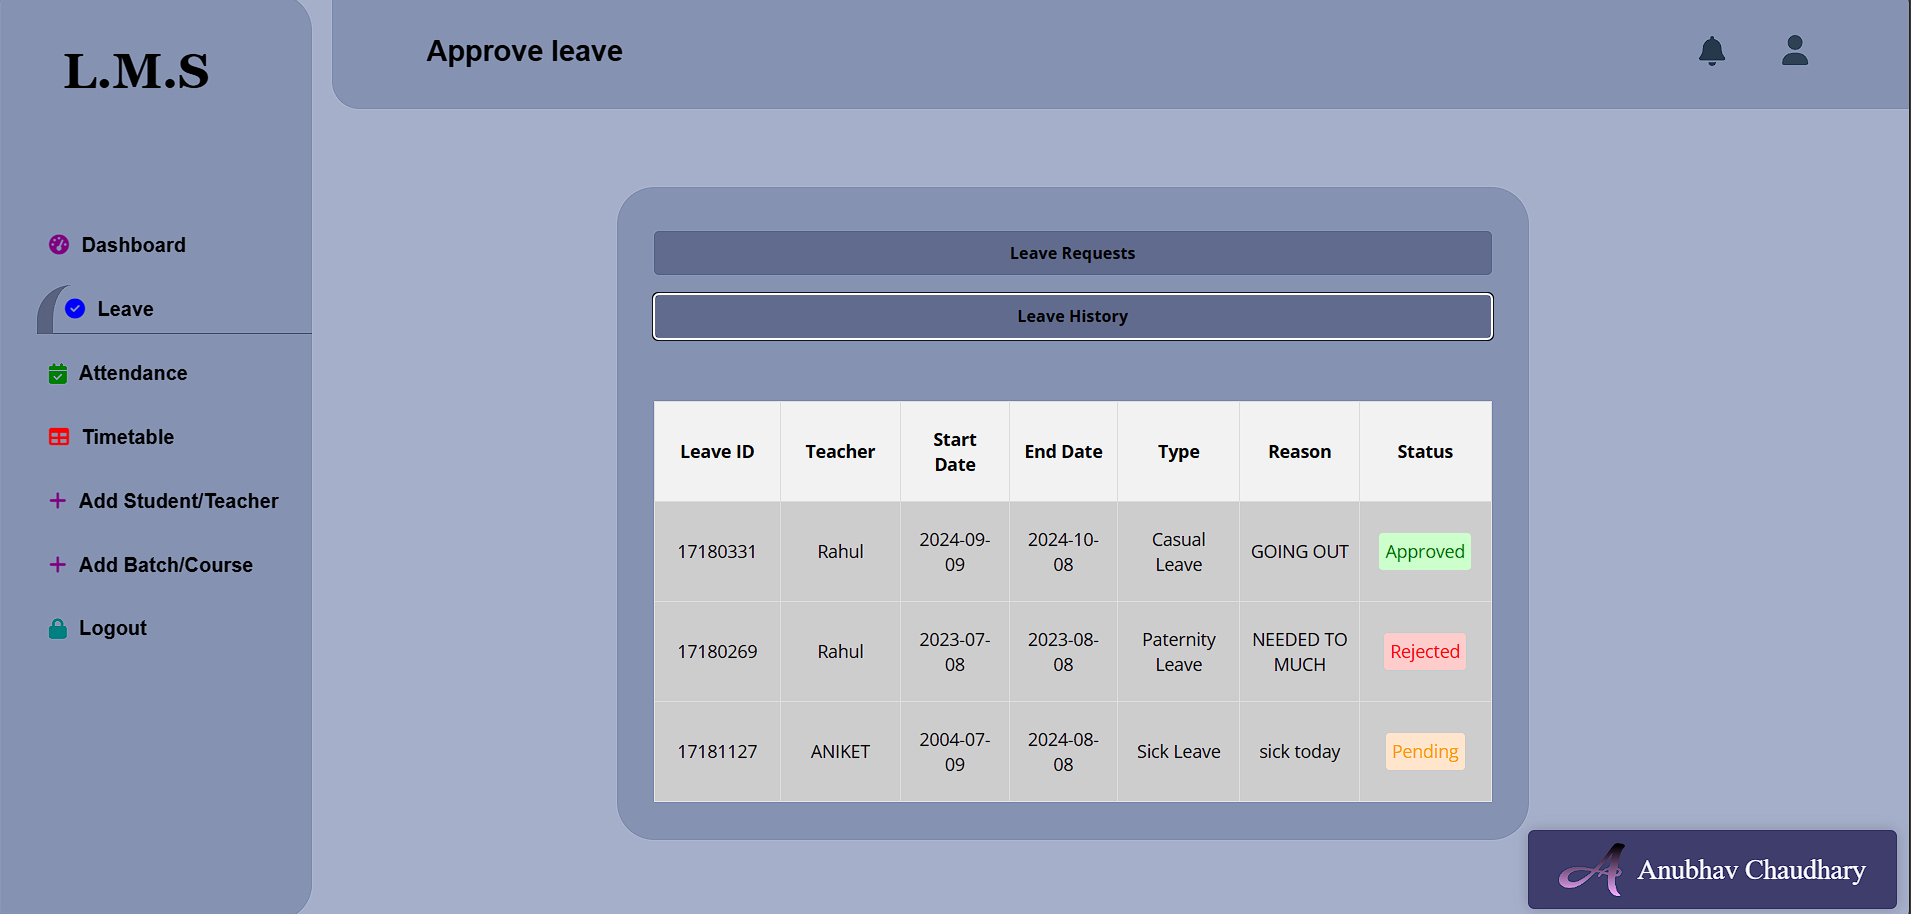 L.M.S
Approve leave
Dashboard
Leave
Attendance
Timetable
Add Student/Teacher
Add Batch/Course
Logout
Leave Requests
Leave History
Leave ID Teacher Start Date End Date Type Reason Status
17180331 Rahul 2024-09-09 2024-10-08 Casual Leave GOING OUT Approved
17180269 Rahul 2023-07-08 2023-08-08 Paternity Leave NEEDED TO MUCH Rejected
17181127 ANIKET 2004-07-09 2024-08-08 Sick Leave sick today Pending
Anubhav Chaudhary